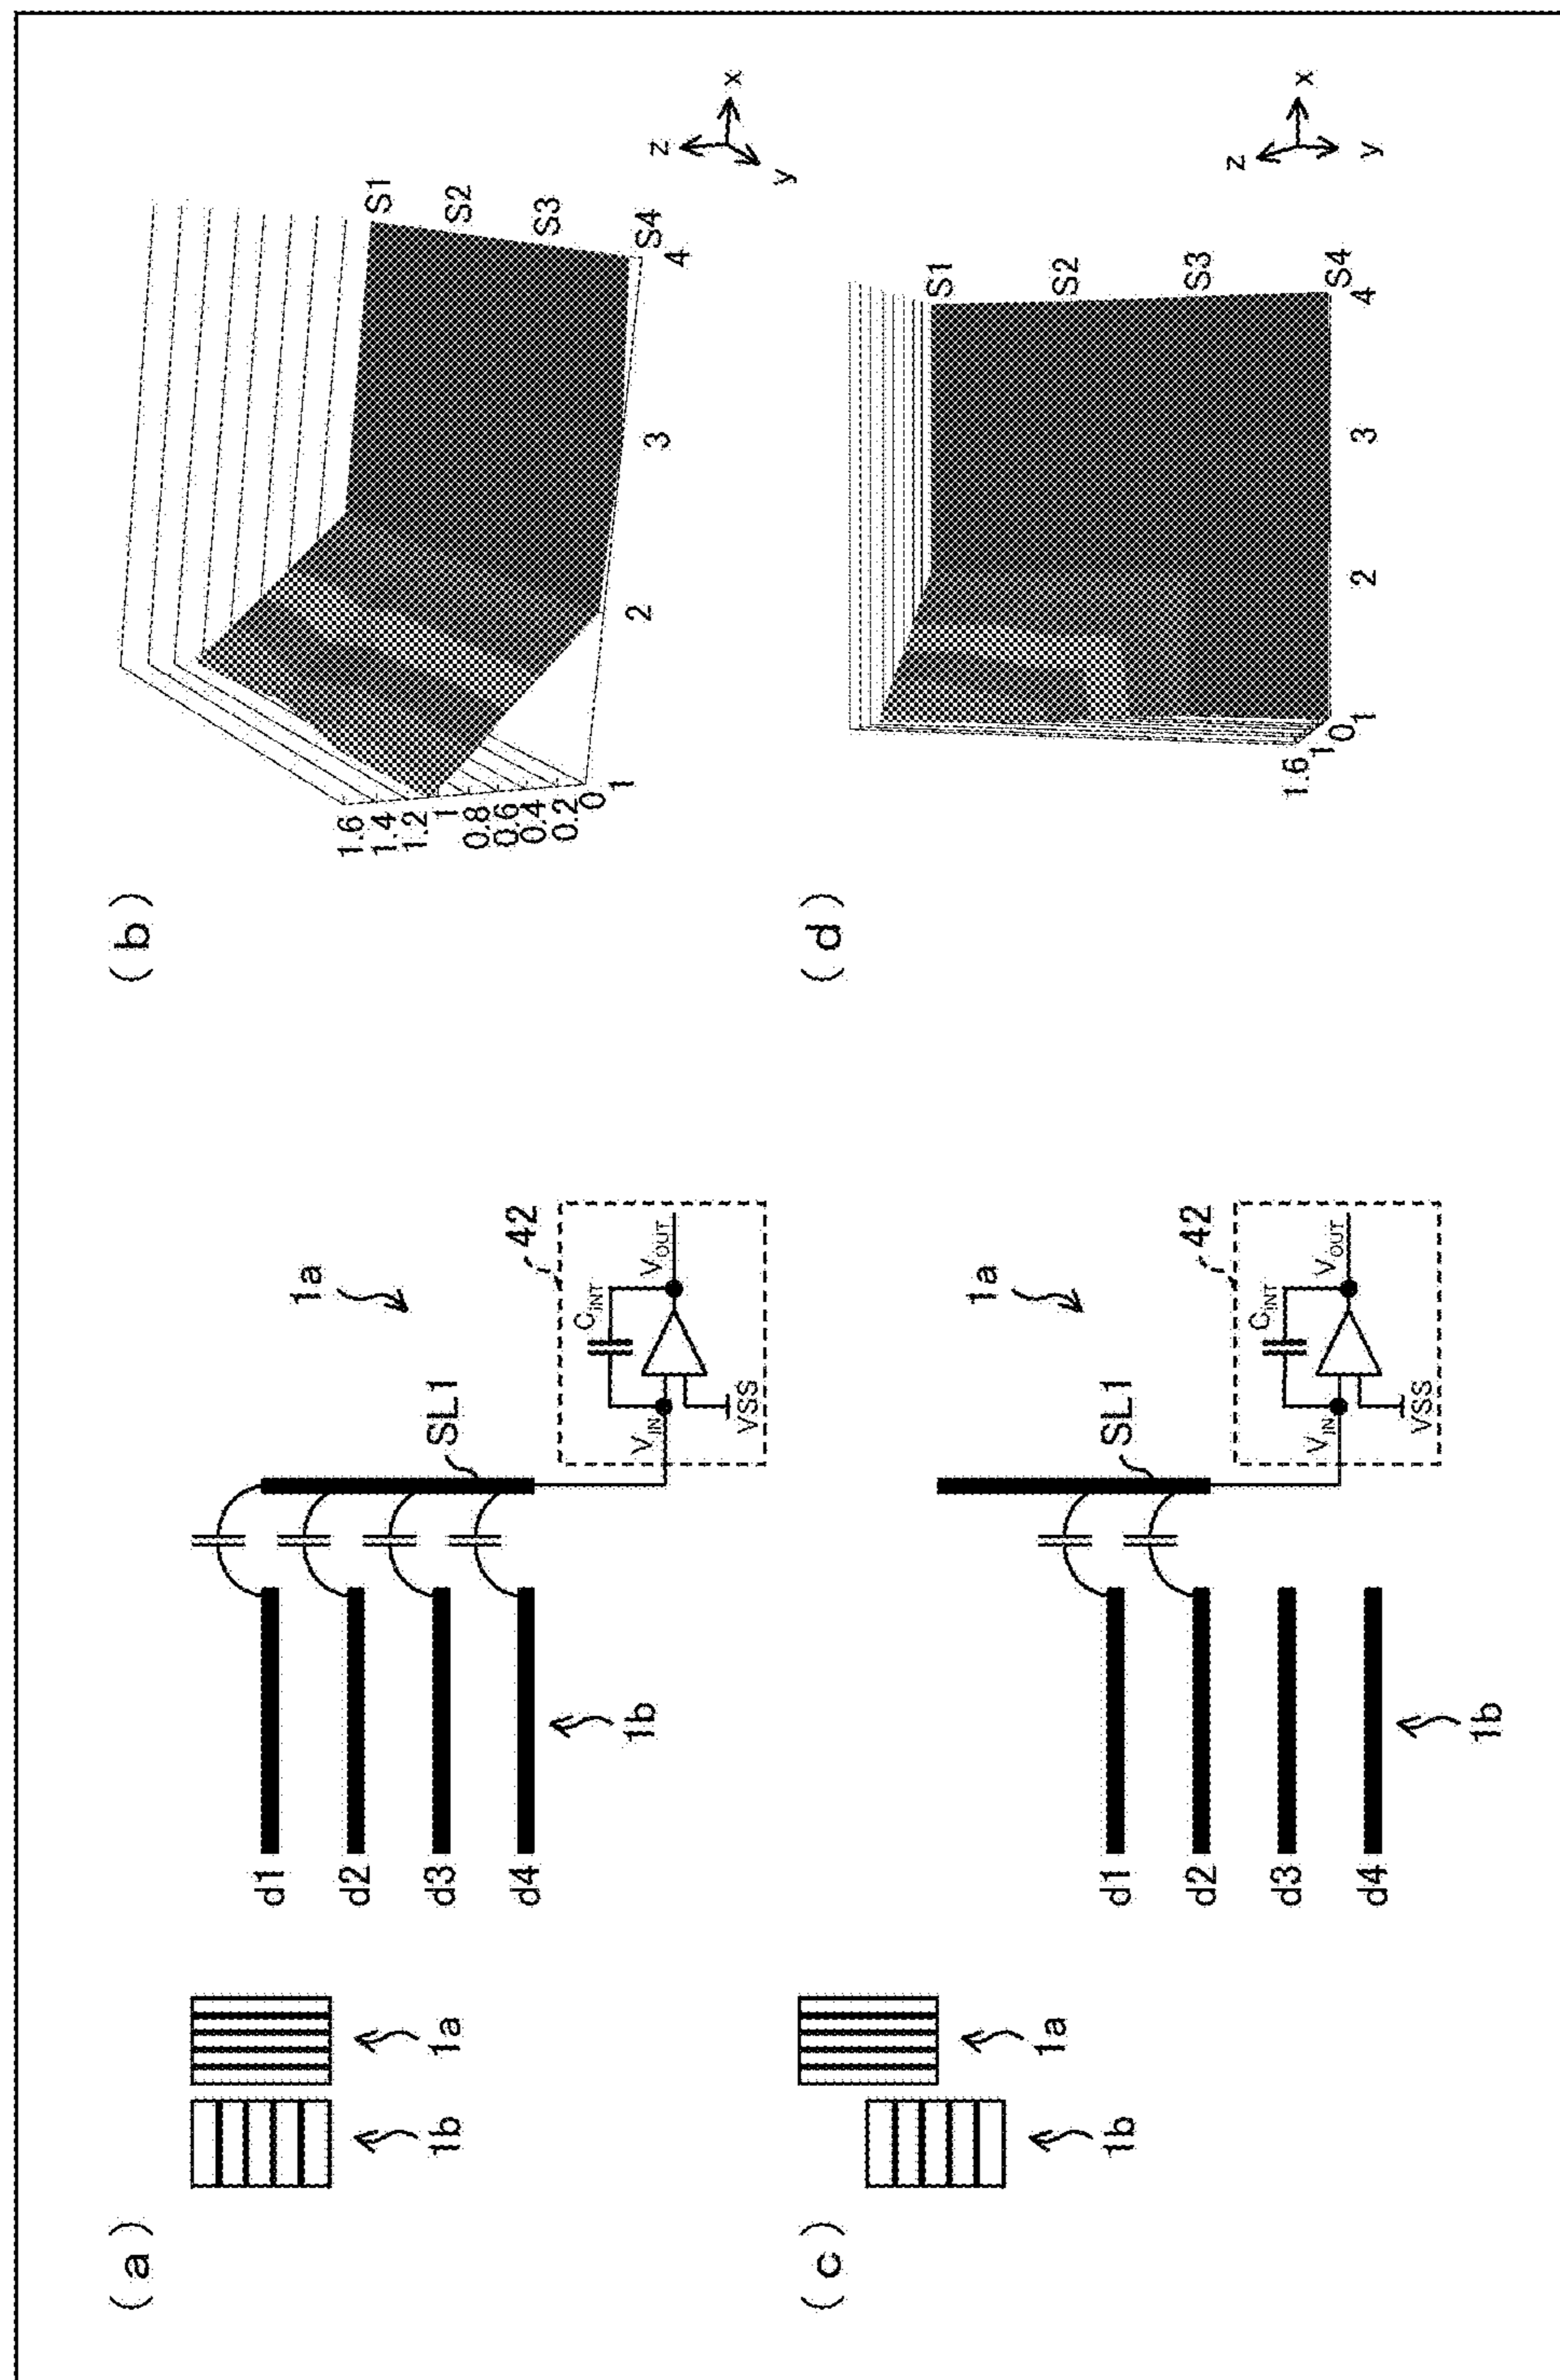 (a)
1b
1a
d1
d2
d3
d4
1b
SL1
1a
42
C_INT
V_IN
V_OUT
VSS
(b)
1.6
1.4
1.2
1
0.8
0.6
0.4
0.2
0
1
2
3
4
S1
S2
S3
S4
z
x
y
(c)
1b
1a
d1
d2
d3
d4
1b
SL1
1a
42
C_INT
V_IN
V_OUT
VSS
(d)
1.6
1
0
1
2
3
4
S1
S2
S3
S4
z
x
y